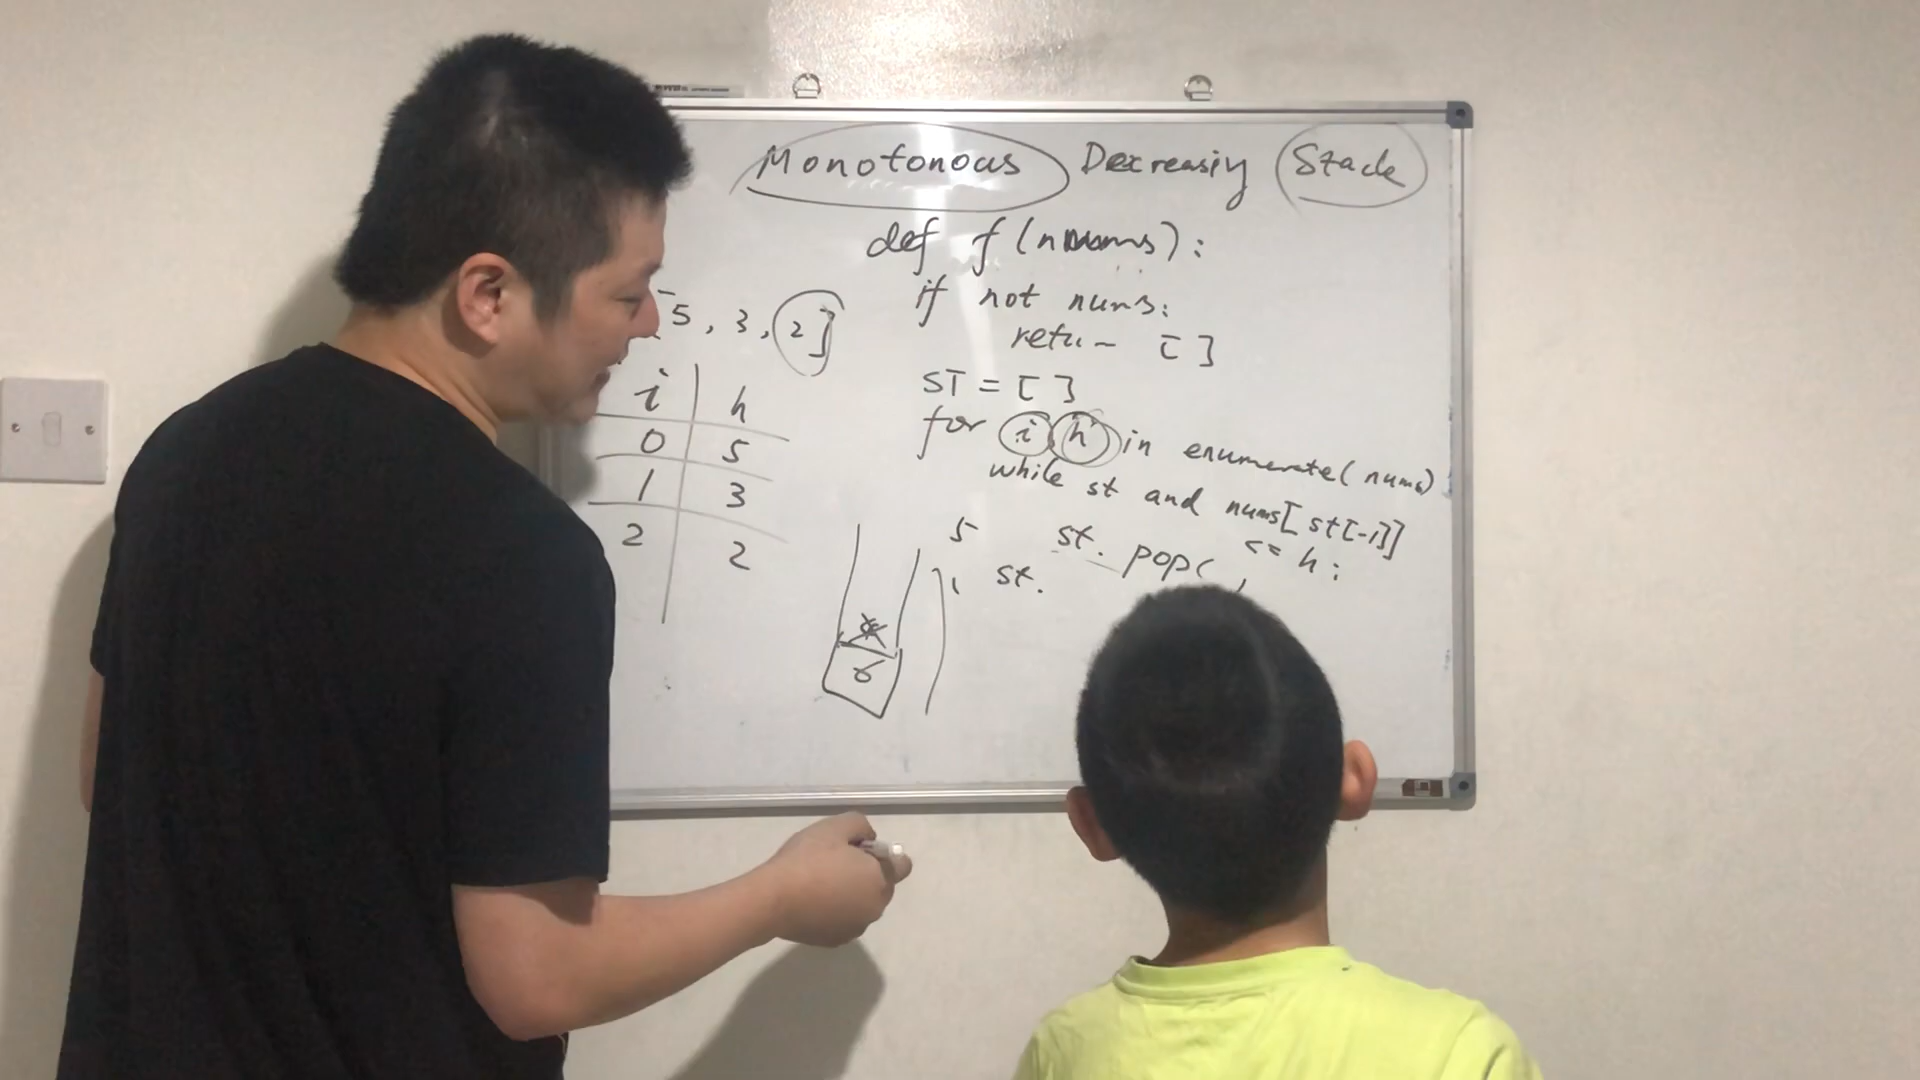 Monotonous Decreasing Stack
def f(nums):
if not nums:
return []
5, 3, 2]
ST = []
for i h in enumerate(nums)
while st and nums[st[-1]]
<= h:
st.pop(
i h
0 5
1 3
2 2
5
st.